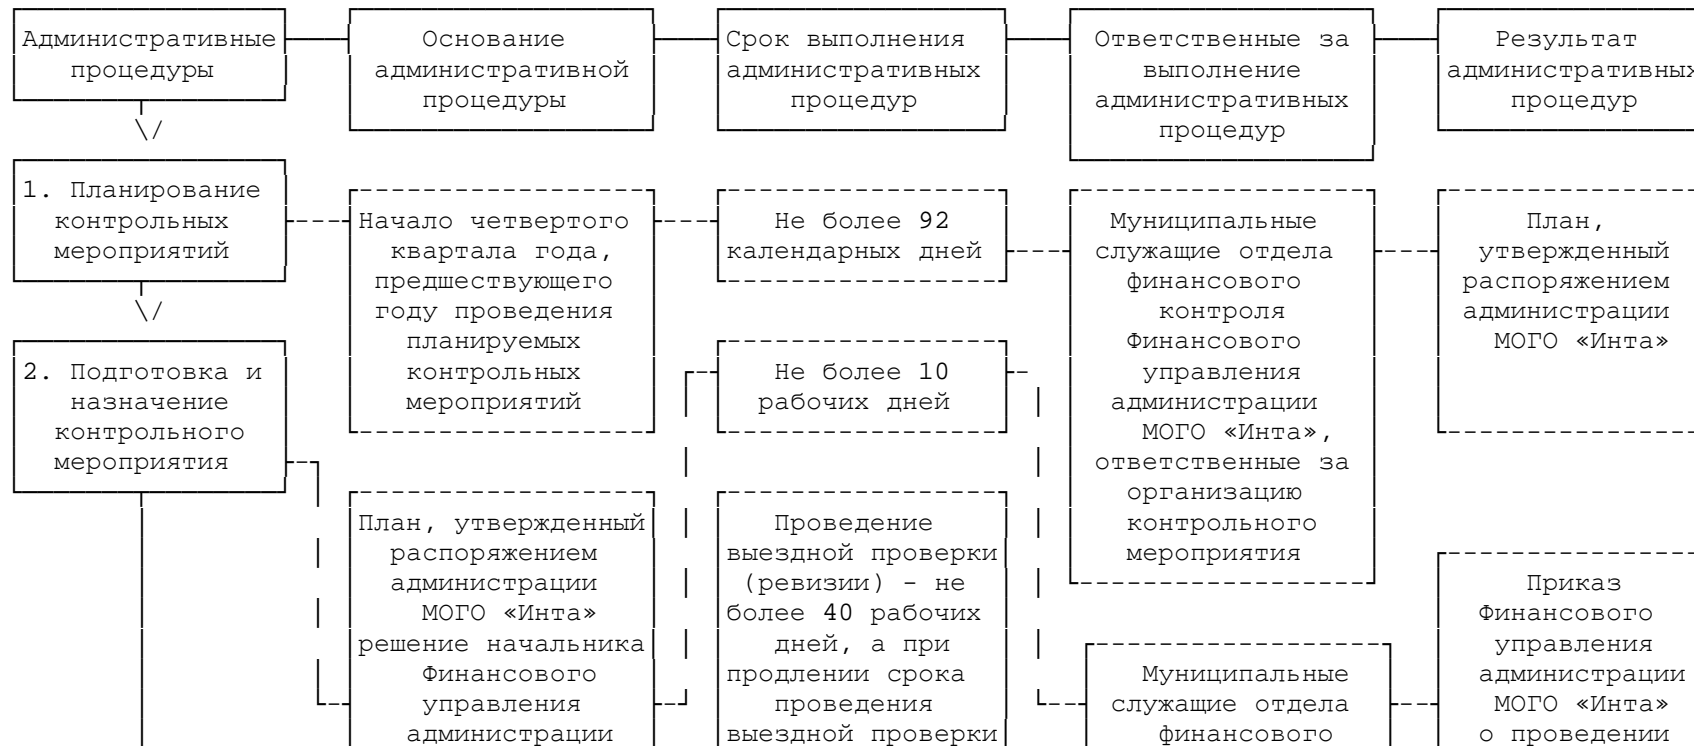 Административные
процедуры
Основание
административной
процедуры
Срок выполнения
административных
процедур
Ответственные за
выполнение
административных
процедур
Результат
административных
процедур
1. Планирование
контрольных
мероприятий
Начало четвертого
квартала года,
предшествующего
году проведения
планируемых
контрольных
мероприятий
Не более 92
календарных дней
Муниципальные
служащие отдела
финансового
контроля
Финансового
управления
администрации
МОГО «Инта»,
ответственные за
организацию
контрольного
мероприятия
План,
утвержденный
распоряжением
администрации
МОГО «Инта»
2. Подготовка и
назначение
контрольного
мероприятия
План, утвержденный
распоряжением
администрации
МОГО «Инта»
решение начальника
Финансового
управления
администрации
Не более 10
рабочих дней
Проведение
выездной проверки
(ревизии) - не
более 40 рабочих
дней, а при
продлении срока
проведения
выездной проверки
Муниципальные
служащие отдела
финансового
Приказ
Финансового
управления
администрации
МОГО «Инта»
о проведении